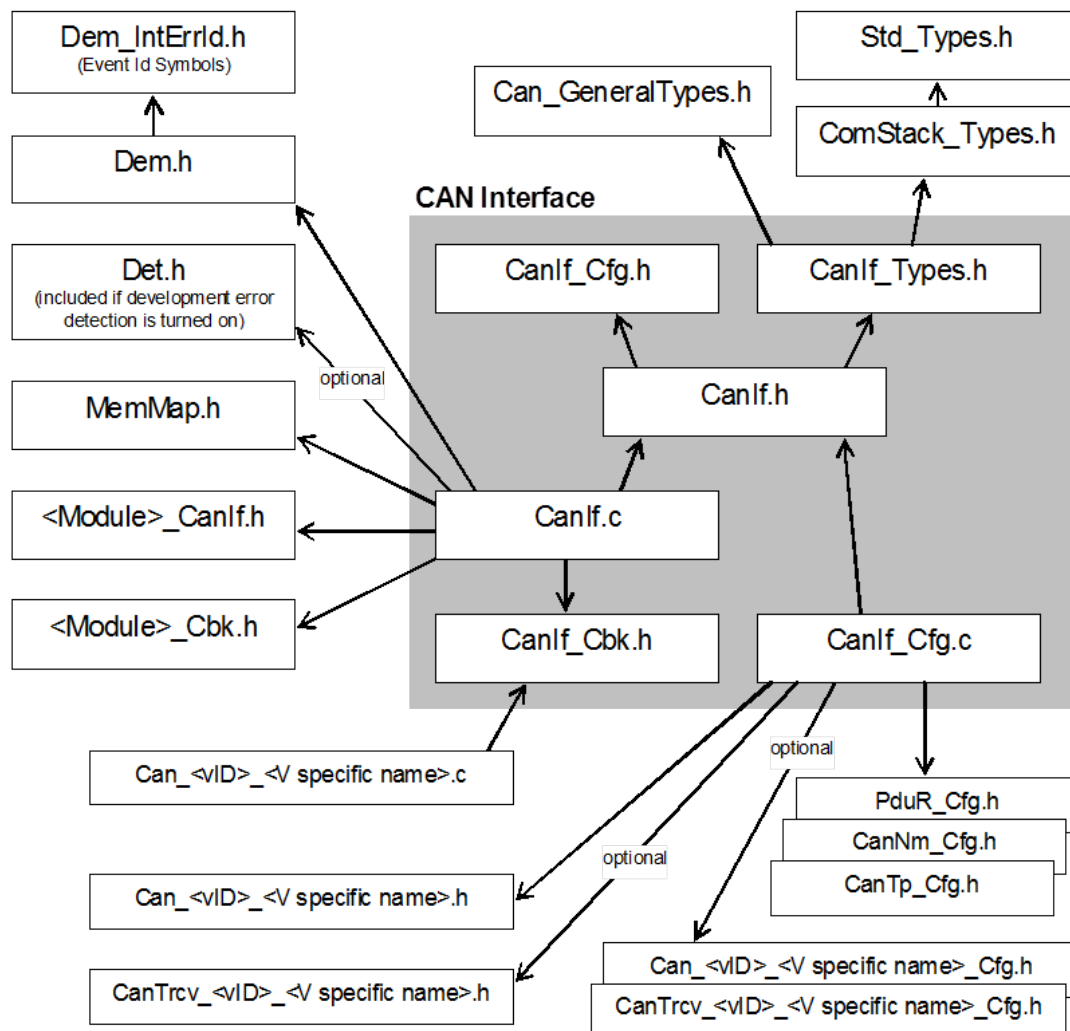 Dem_IntErrId.h
(Event Id Symbols)
Std_Types.h
Can_GeneralTypes.h
ComStack_Types.h
Dem.h
CAN Interface
Det.h
(included if development error
detection is turned on)
CanIf_Cfg.h
CanIf_Types.h
optional
MemMap.h
CanIf.h
<Module>_CanIf.h
CanIf.c
<Module>_Cbk.h
CanIf_Cbk.h
CanIf_Cfg.c
optional
Can_<vID>_<V specific name>.c
PduR_Cfg.h
CanNm_Cfg.h
optional
CanTp_Cfg.h
Can_<vID>_<V specific name>.h
Can_<vID>_<V specific name>_Cfg.h
CanTrcv_<vID>_<V specific name>.h
CanTrcv_<vID>_<V specific name>_Cfg.h